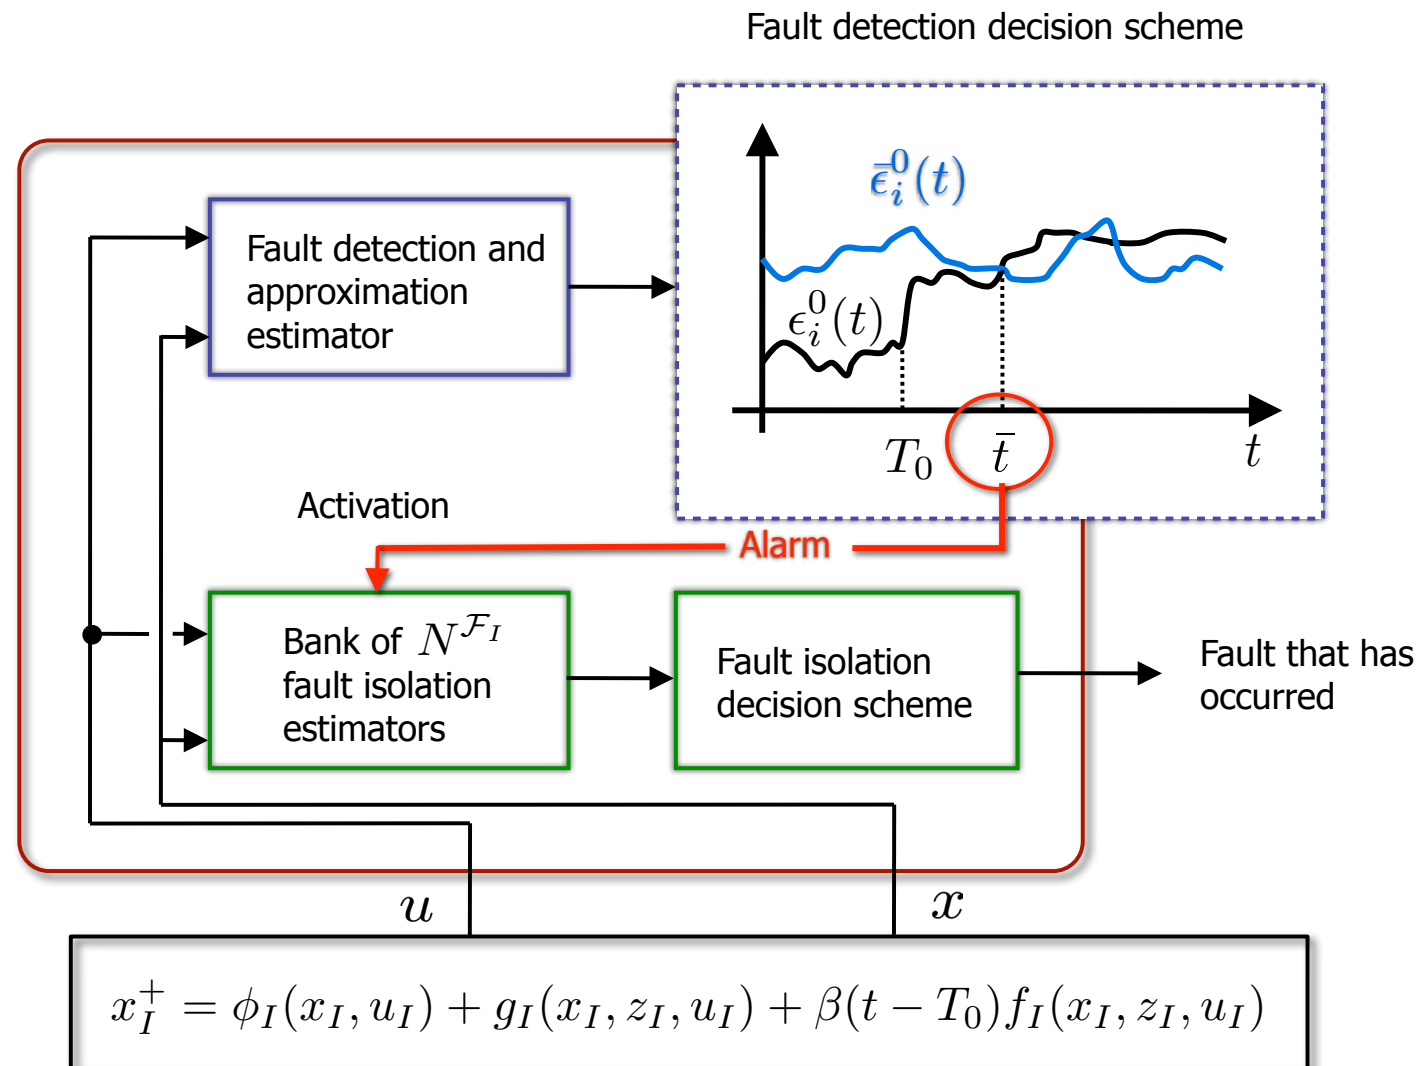 Fault detection decision scheme
ϵ̄_i^0(t)
Fault detection and
approximation
estimator
ϵ_i^0(t)
T_0
t̄
t
Activation
Alarm
Bank of N^{\mathcal{F}_I}
fault isolation
estimators
Fault isolation
decision scheme
Fault that has
occurred
u
x
x_I^+ = ϕ_I(x_I, u_I) + g_I(x_I, z_I, u_I) + β(t − T_0)f_I(x_I, z_I, u_I)